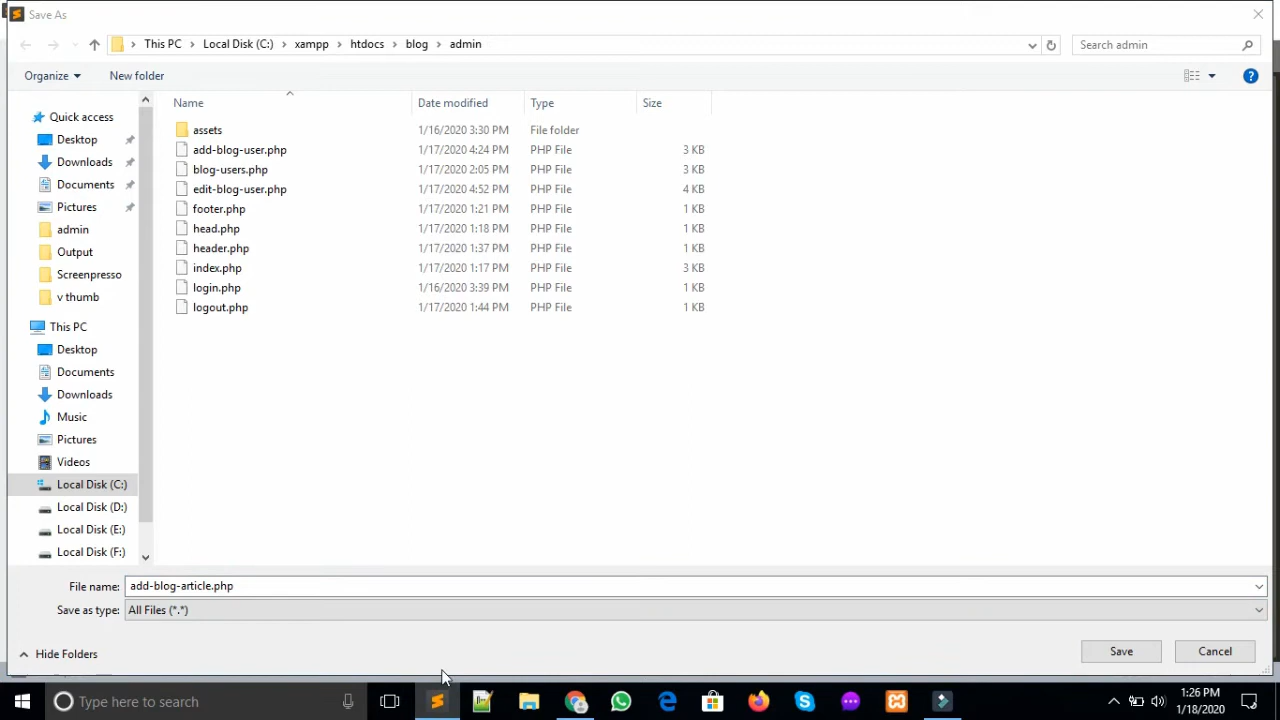 Save As
This PC > Local Disk (C:) > xampp > htdocs > blog > admin
Search admin
Organize
New folder
Name
Date modified
Type
Size
Quick access
Desktop
Downloads
Documents
Pictures
admin
Output
Screenpresso
v thumb
This PC
Desktop
Documents
Downloads
Music
Pictures
Videos
Local Disk (C:)
Local Disk (D:)
Local Disk (E:)
Local Disk (F:)
assets 1/16/2020 3:30 PM File folder
add-blog-user.php 1/17/2020 4:24 PM PHP File 3 KB
blog-users.php 1/17/2020 2:05 PM PHP File 3 KB
edit-blog-user.php 1/17/2020 4:52 PM PHP File 4 KB
footer.php 1/17/2020 1:21 PM PHP File 1 KB
head.php 1/17/2020 1:18 PM PHP File 1 KB
header.php 1/17/2020 1:37 PM PHP File 1 KB
index.php 1/17/2020 1:17 PM PHP File 3 KB
login.php 1/16/2020 3:39 PM PHP File 1 KB
logout.php 1/17/2020 1:44 PM PHP File 1 KB
File name: add-blog-article.php
Save as type: All Files (*.*)
Hide Folders
Save
Cancel
Type here to search
1:26 PM
1/18/2020